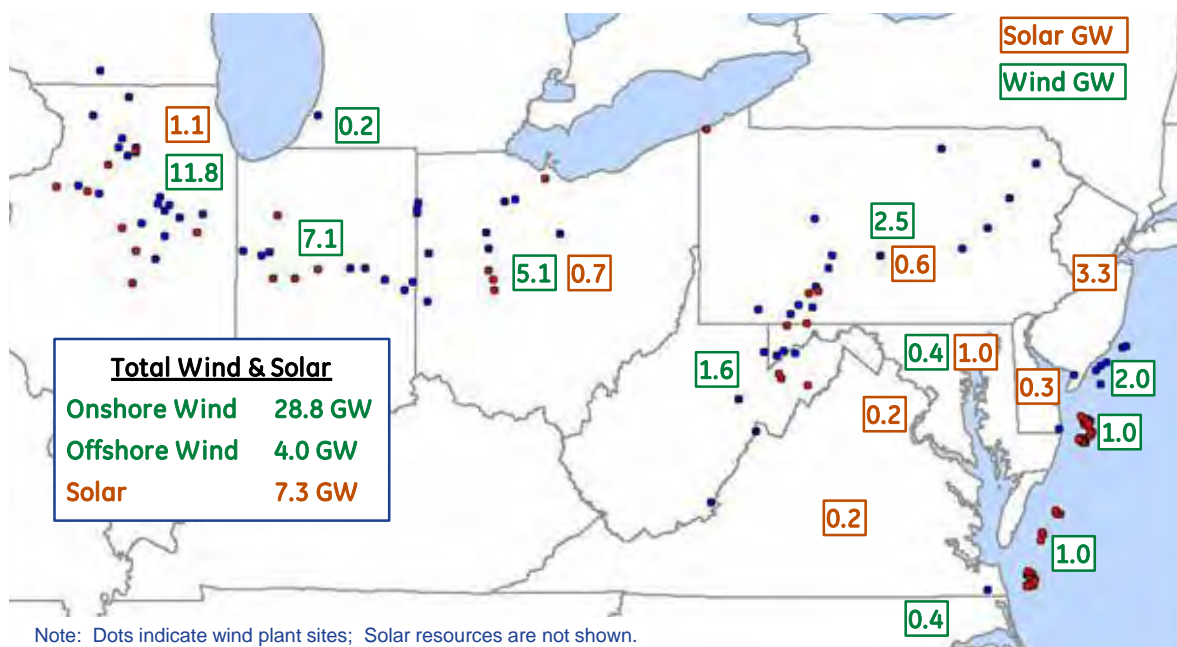 Solar GW
Wind GW
1.1
0.2
11.8
7.1
5.1
0.7
2.5
0.6
3.3
1.6
0.4
1.0
0.3
2.0
0.2
1.0
0.2
1.0
0.4
Total Wind & Solar
Onshore Wind 28.8 GW
Offshore Wind 4.0 GW
Solar 7.3 GW
Note: Dots indicate wind plant sites; Solar resources are not shown.